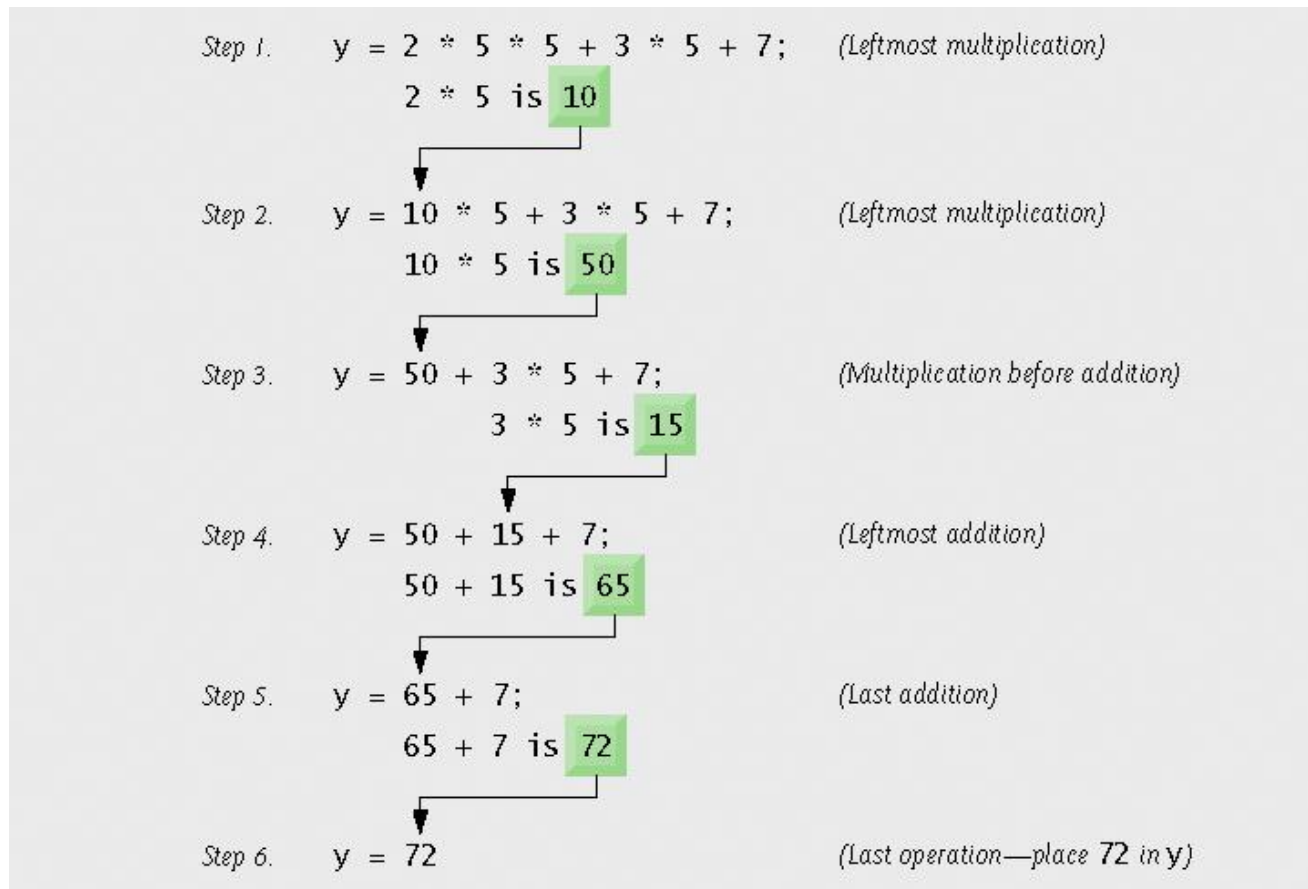 Step 1. y = 2 * 5 * 5 + 3 * 5 + 7; (Leftmost multiplication)
2 * 5 is 10
Step 2. y = 10 * 5 + 3 * 5 + 7; (Leftmost multiplication)
10 * 5 is 50
Step 3. y = 50 + 3 * 5 + 7; (Multiplication before addition)
3 * 5 is 15
Step 4. y = 50 + 15 + 7; (Leftmost addition)
50 + 15 is 65
Step 5. y = 65 + 7; (Last addition)
65 + 7 is 72
Step 6. y = 72 (Last operation—place 72 in y)